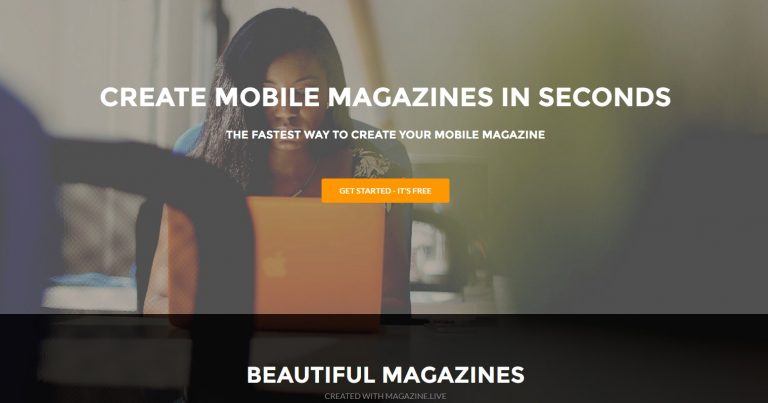 CREATE MOBILE MAGAZINES IN SECONDS
THE FASTEST WAY TO CREATE YOUR MOBILE MAGAZINE
GET STARTED - IT'S FREE
BEAUTIFUL MAGAZINES
CREATED WITH MAGAZINE.LIVE